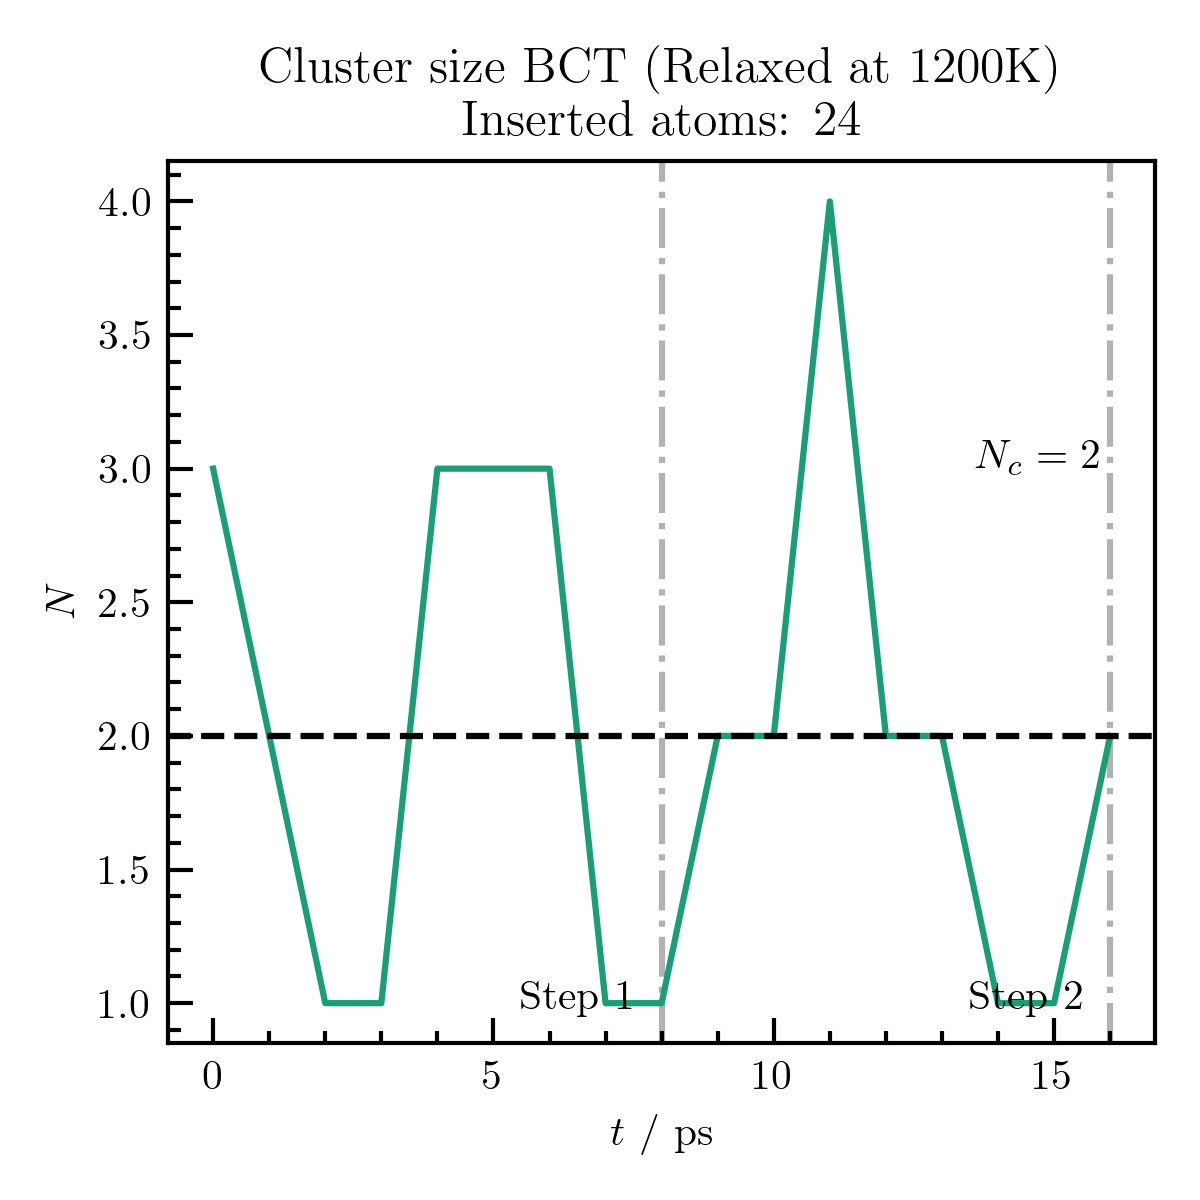 Cluster size BCT (Relaxed at 1200K)
Inserted atoms: 24
4.0
3.5
3.0
2.5
2.0
1.5
1.0
N
N_c = 2
Step 1
Step 2
0
5
10
15
t / ps